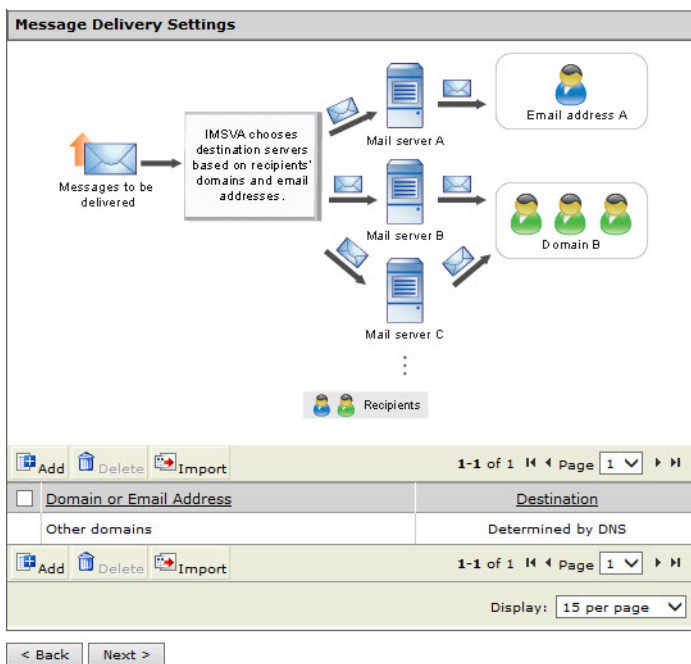 Message Delivery Settings
Messages to be
delivered
IMSVA chooses
destination servers
based on recipients'
domains and email
addresses.
Mail server A
Email address A
Mail server B
Domain B
Mail server C
Recipients
Add Delete Import 1-1 of 1 Page 1
Domain or Email Address Destination
Other domains Determined by DNS
Add Delete Import 1-1 of 1 Page 1
Display: 15 per page
< Back Next >